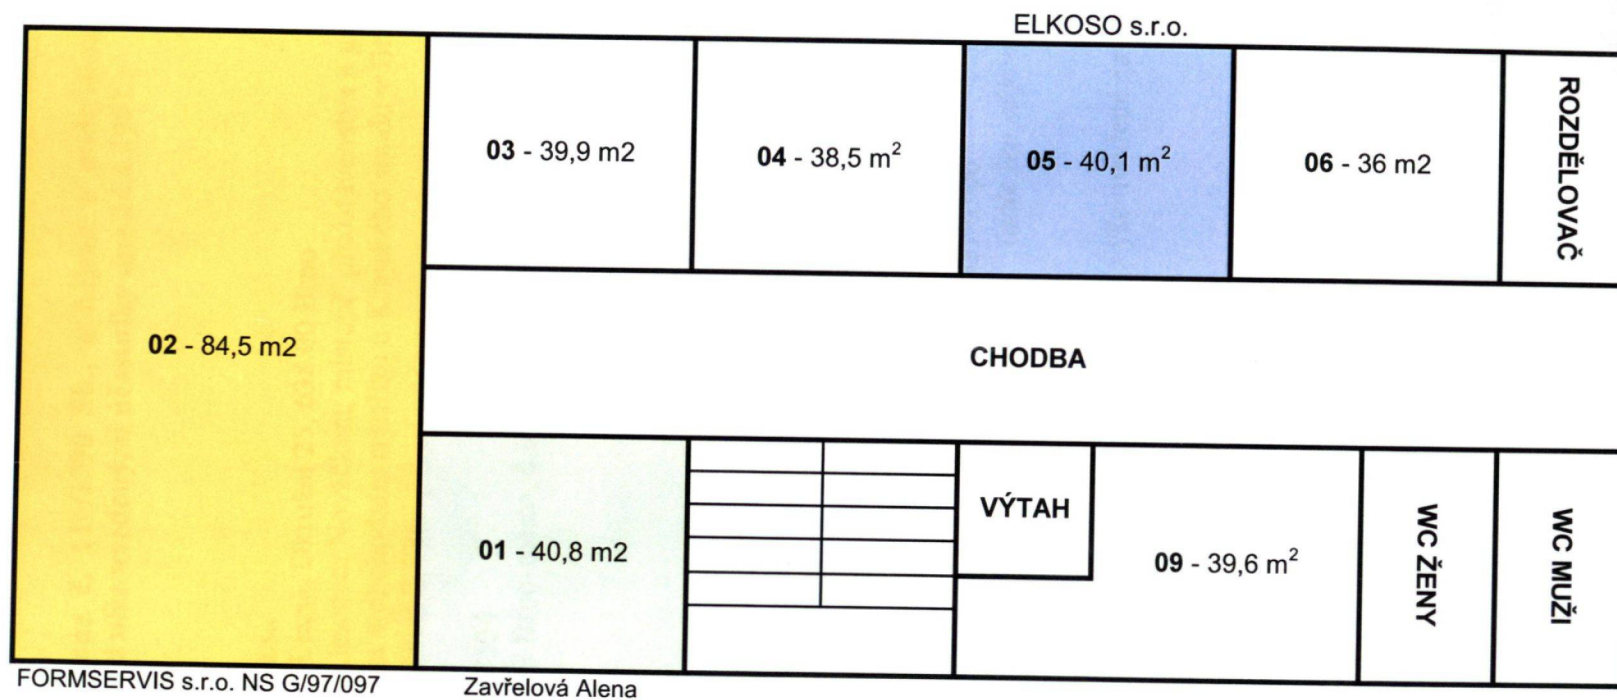 ELKOSO s.r.o.
03 - 39,9 m2
04 - 38,5 m²
05 - 40,1 m²
06 - 36 m2
ROZDĚLOVAČ
02 - 84,5 m2
CHODBA
01 - 40,8 m2
VÝTAH
09 - 39,6 m²
WC ŽENY
WC MUŽI
FORMSERVIS s.r.o. NS G/97/097
Zavřelová Alena